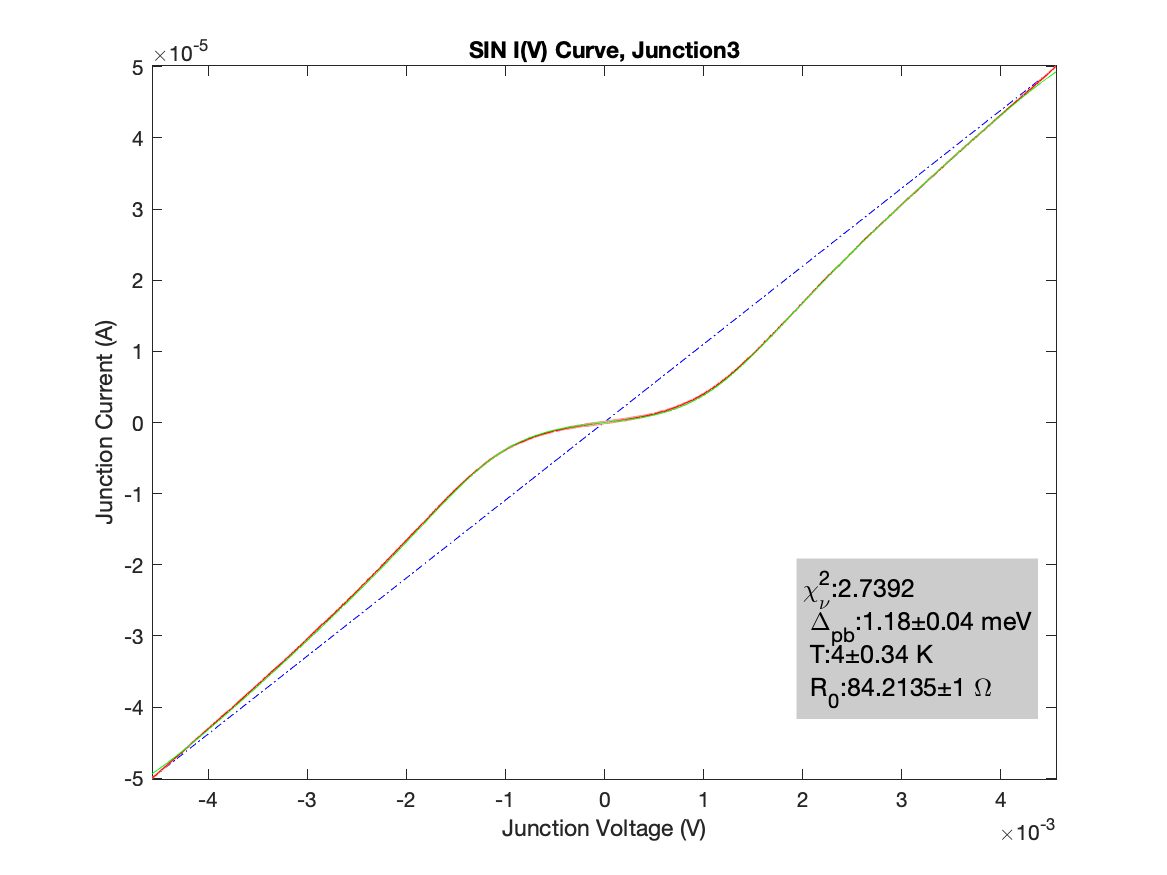 SIN I(V) Curve, Junction3
×10⁻⁵
5
4
3
2
1
0
-1
-2
-3
-4
-5
Junction Current (A)
χ²ᵥ:2.7392
Δpb:1.18±0.04 meV
T:4±0.34 K
R₀:84.2135±1 Ω
-4 -3 -2 -1 0 1 2 3 4
Junction Voltage (V)
×10⁻³